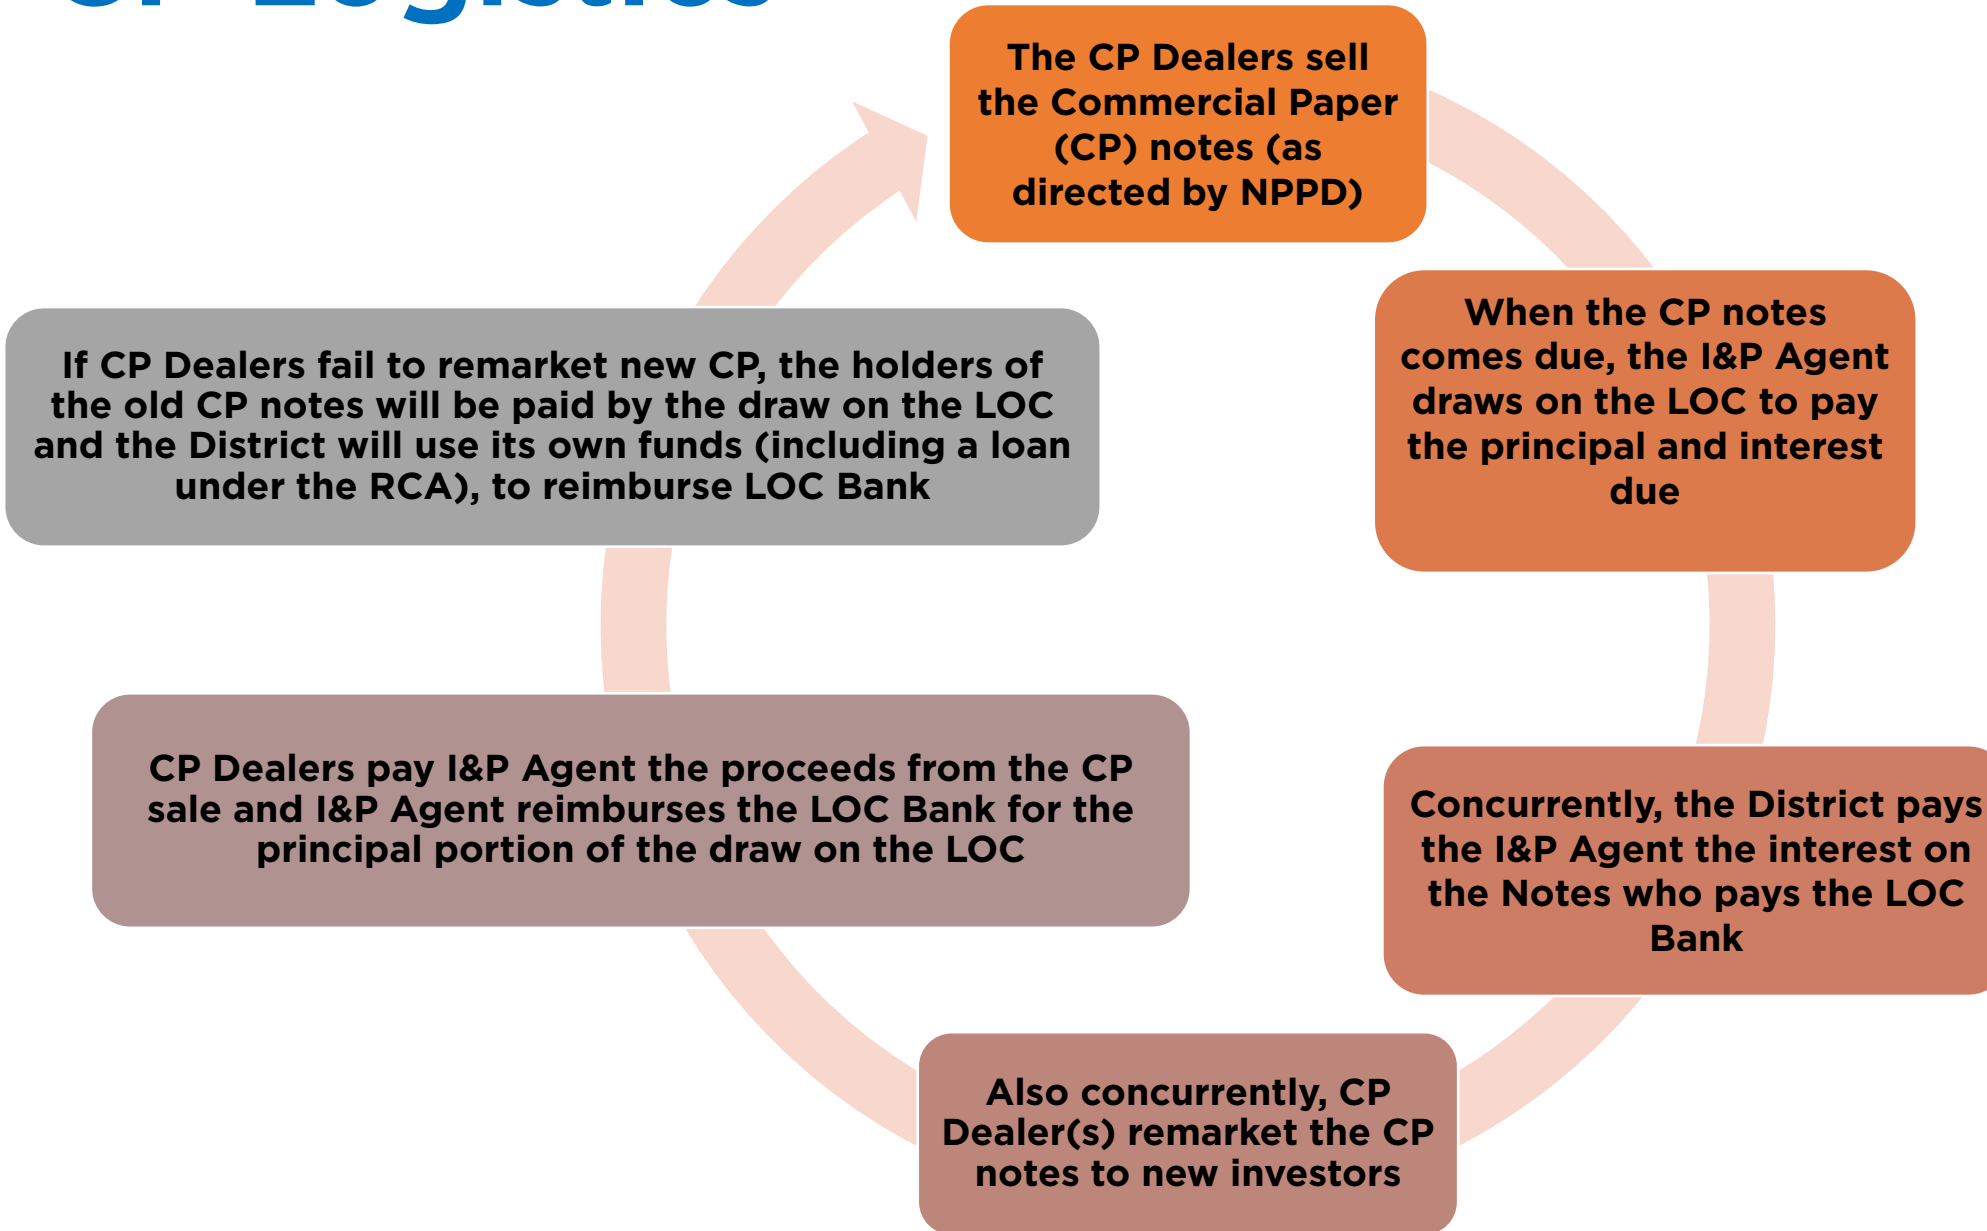 CP Logistics
The CP Dealers sell
the Commercial Paper
(CP) notes (as
directed by NPPD)
When the CP notes
comes due, the I&P Agent
draws on the LOC to pay
the principal and interest
due
Concurrently, the District pays
the I&P Agent the interest on
the Notes who pays the LOC
Bank
Also concurrently, CP
Dealer(s) remarket the CP
notes to new investors
CP Dealers pay I&P Agent the proceeds from the CP
sale and I&P Agent reimburses the LOC Bank for the
principal portion of the draw on the LOC
If CP Dealers fail to remarket new CP, the holders of
the old CP notes will be paid by the draw on the LOC
and the District will use its own funds (including a loan
under the RCA), to reimburse LOC Bank